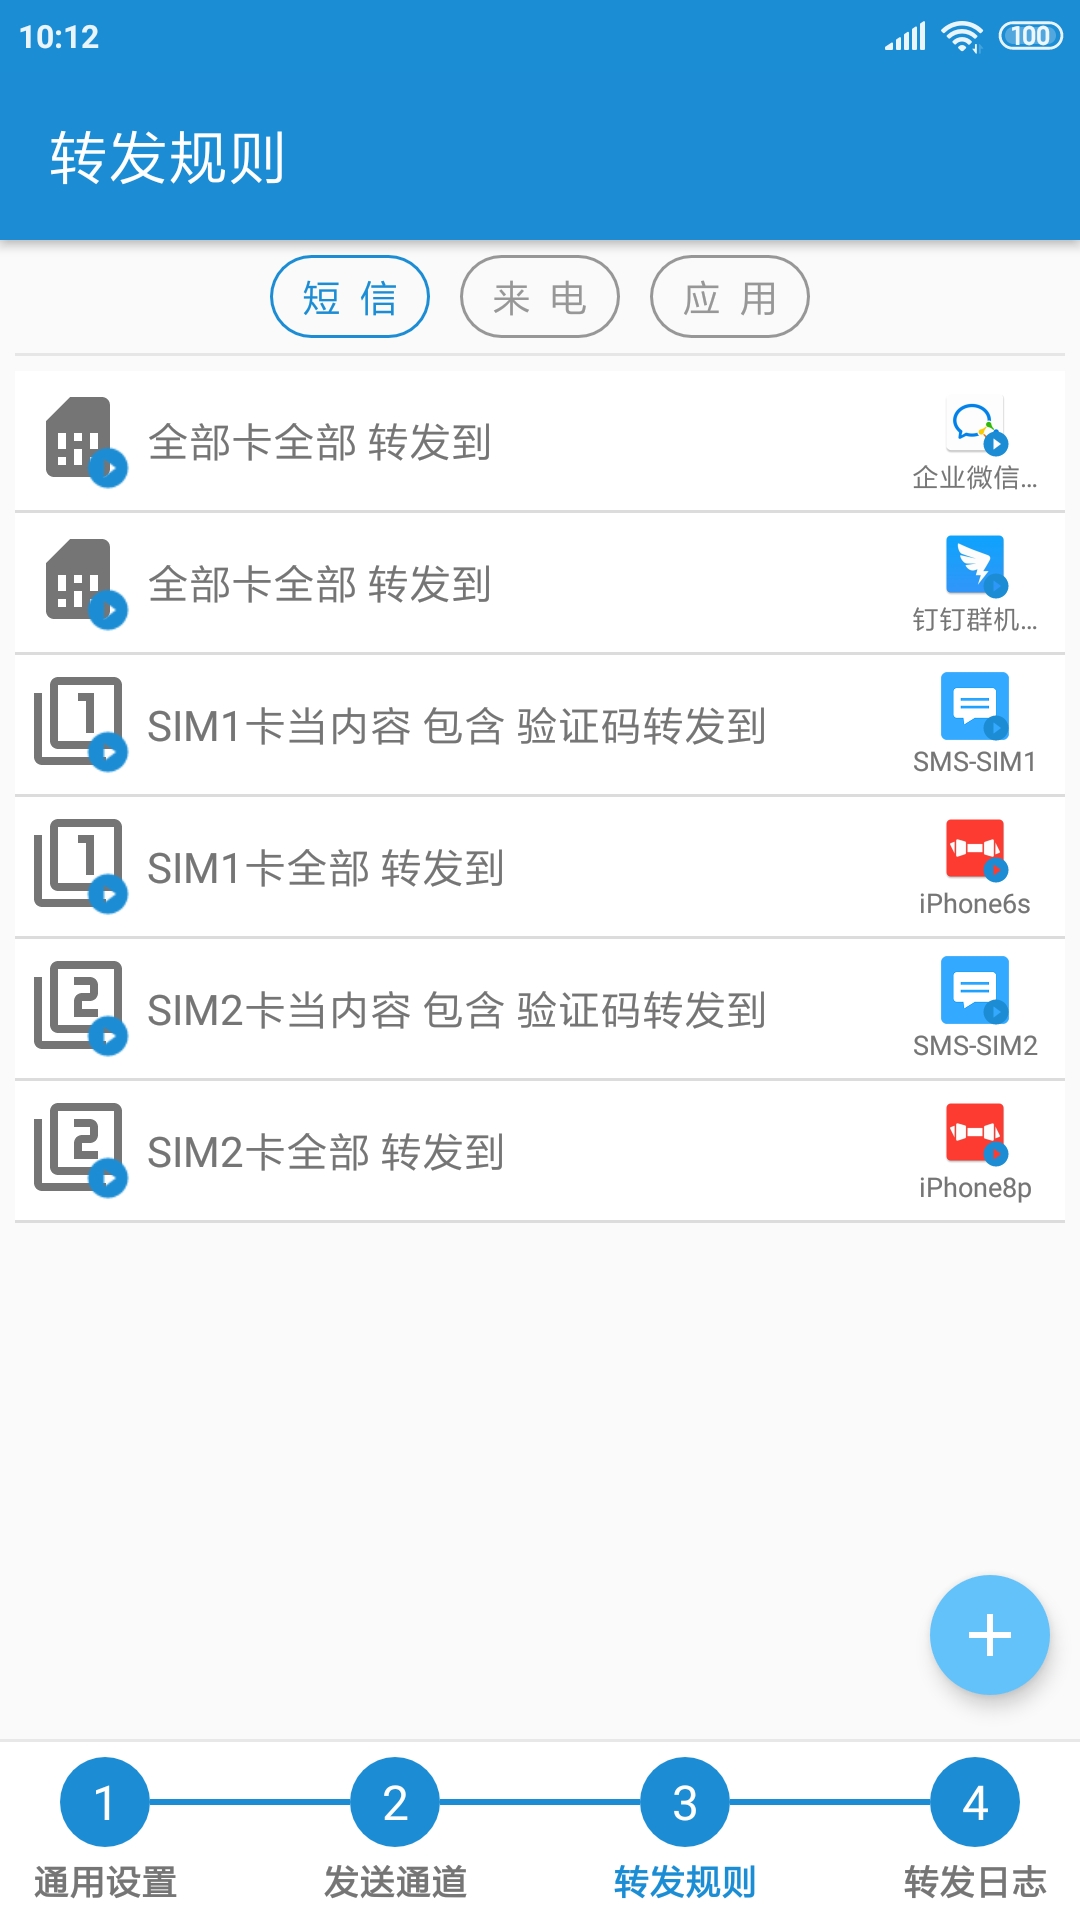 10:12
100
转发规则
短 信
来 电
应 用
全部卡全部 转发到
企业微信...
全部卡全部 转发到
钉钉群机...
1
SIM1卡当内容 包含 验证码转发到
SMS-SIM1
1
SIM1卡全部 转发到
iPhone6s
2
SIM2卡当内容 包含 验证码转发到
SMS-SIM2
2
SIM2卡全部 转发到
iPhone8p
+
1
2
3
4
通用设置
发送通道
转发规则
转发日志